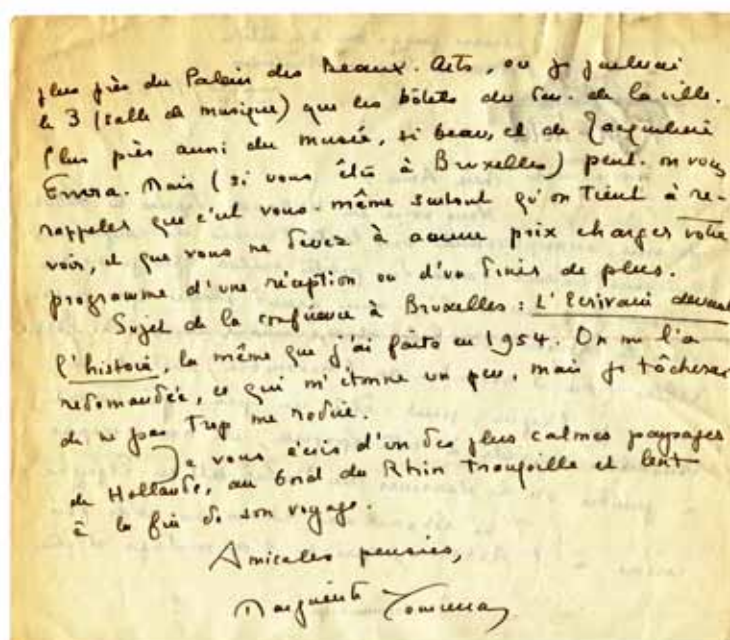 plus près du Palais des Beaux-Arts, où je parlerai
le 3 (salle de musique) que les hôtels du de la ville.
Plus près aussi du musée, si beau, et de Jacqueline
Errera. Mais (si vous êtes à Bruxelles) peut-on vous
rappeler que c'est vous-même surtout qu'on tient à re-
voir, et que vous ne devez à aucun prix charger votre
programme d'une réception ou d'un dîner de plus.
Sujet de la conférence à Bruxelles : L'Ecrivain devant
l'histoire, la même que j'ai faite en 1954. On me l'a
redemandée, ce qui m'étonne un peu, mais je tâcherai
de ne pas trop me redire.
Je vous écris d'un des plus calmes paysages
de Hollande, au bord du Rhin tranquille et lent
à la fin de son voyage.
Amicales pensées,
Marguerite Yourcenar